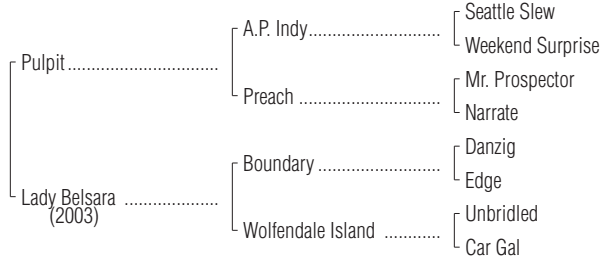 Seattle Slew
A.P. Indy
Weekend Surprise
Pulpit
Mr. Prospector
Preach
Narrate
Danzig
Boundary
Edge
Lady Belsara
(2003)
Unbridled
Wolfendale Island
Car Gal